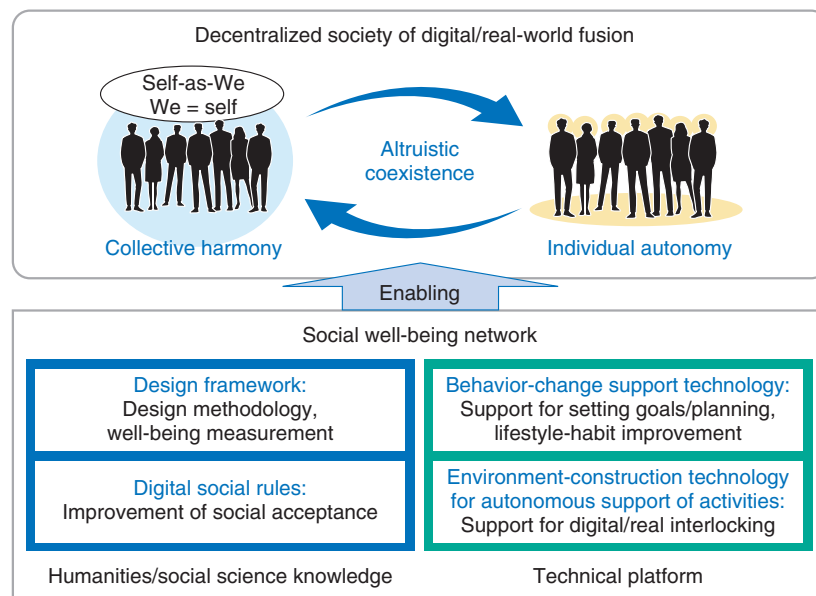 Decentralized society of digital/real-world fusion
Self-as-We
We = self
Altruistic
coexistence
Collective harmony
Individual autonomy
Enabling
Social well-being network
Design framework:
Design methodology,
well-being measurement
Behavior-change support technology:
Support for setting goals/planning,
lifestyle-habit improvement
Digital social rules:
Improvement of social acceptance
Environment-construction technology
for autonomous support of activities:
Support for digital/real interlocking
Humanities/social science knowledge
Technical platform